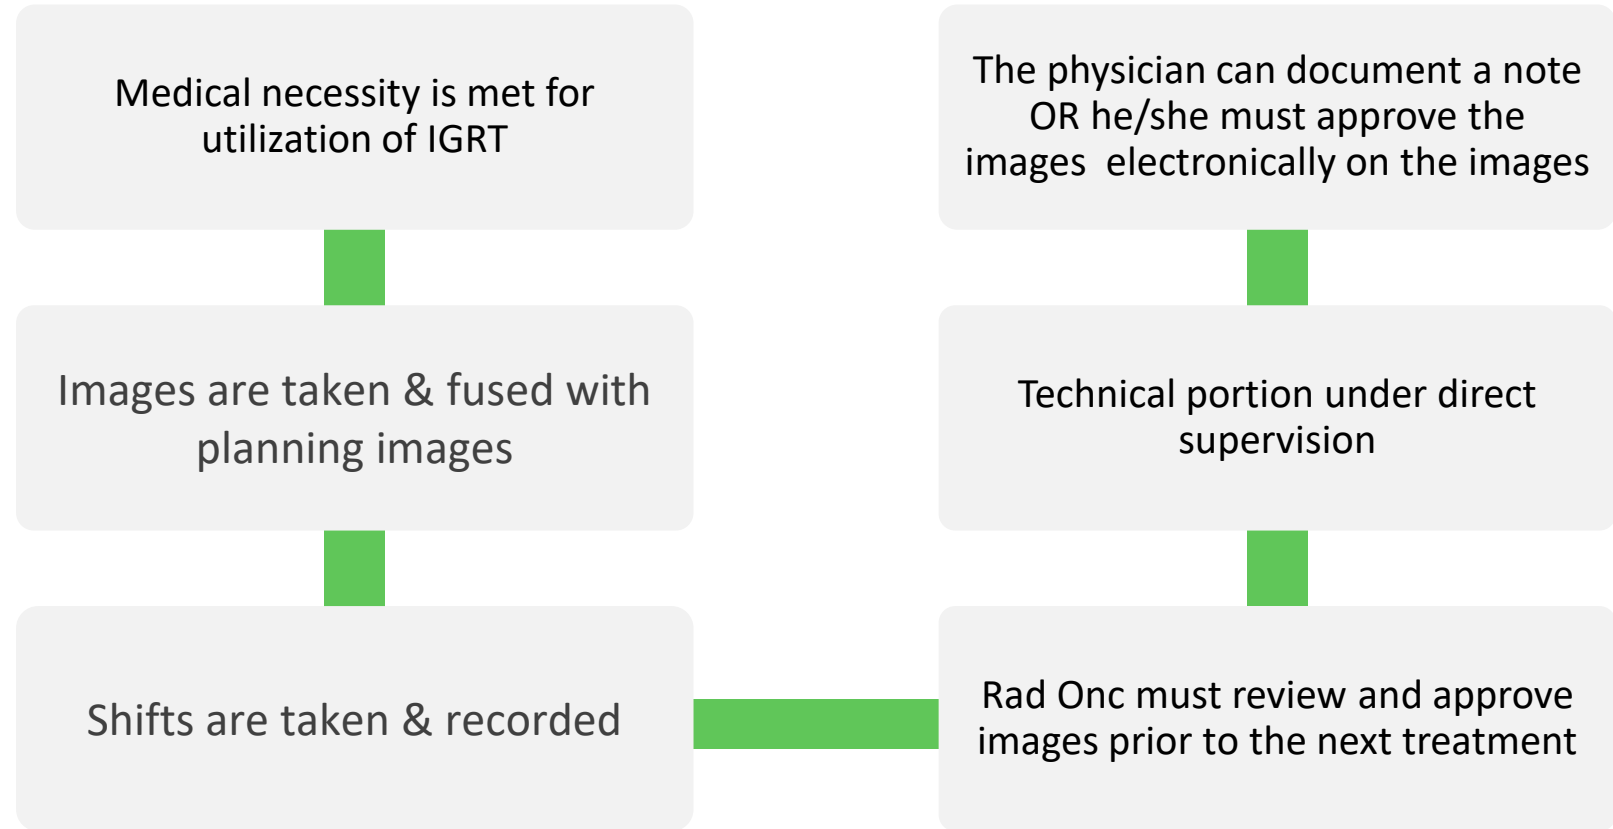 Medical necessity is met for
utilization of IGRT
Images are taken & fused with
planning images
Shifts are taken & recorded
Rad Onc must review and approve
images prior to the next treatment
Technical portion under direct
supervision
The physician can document a note
OR he/she must approve the
images  electronically on the images